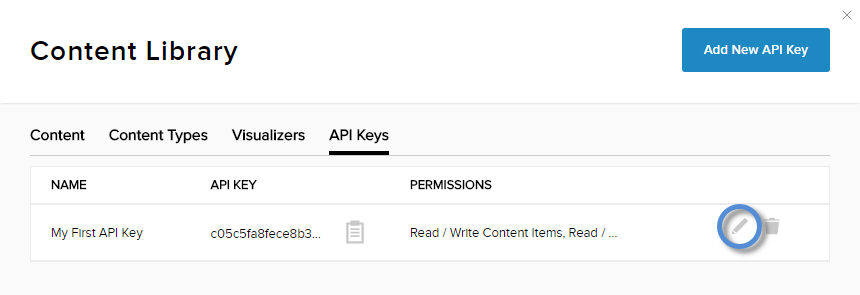 Content Library
Add New API Key
Content Content Types Visualizers API Keys
NAME API KEY PERMISSIONS
My First API Key c05c5fa8fece8b3... Read / Write Content Items, Read / ...